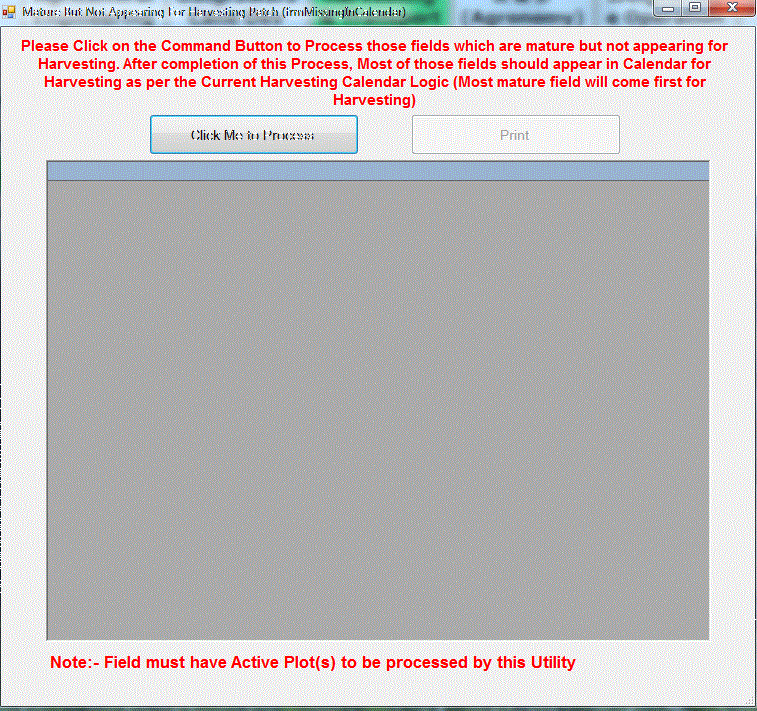 Mature But Not Appearing For Harvesting Patch (frmMissingInCalendar)
(Agronomy)
Please Click on the Command Button to Process those fields which are mature but not appearing for
Harvesting. After completion of this Process, Most of those fields should appear in Calendar for
Harvesting as per the Current Harvesting Calendar Logic (Most mature field will come first for
Harvesting)
Click Me to Process
Print
Note:- Field must have Active Plot(s) to be processed by this Utility